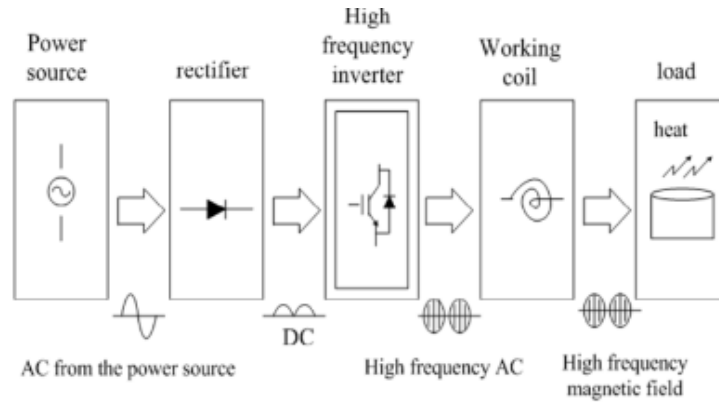 Power
source
rectifier
High
frequency
inverter
Working
coil
load
heat
DC
AC from the power source
High frequency AC
High frequency
magnetic field